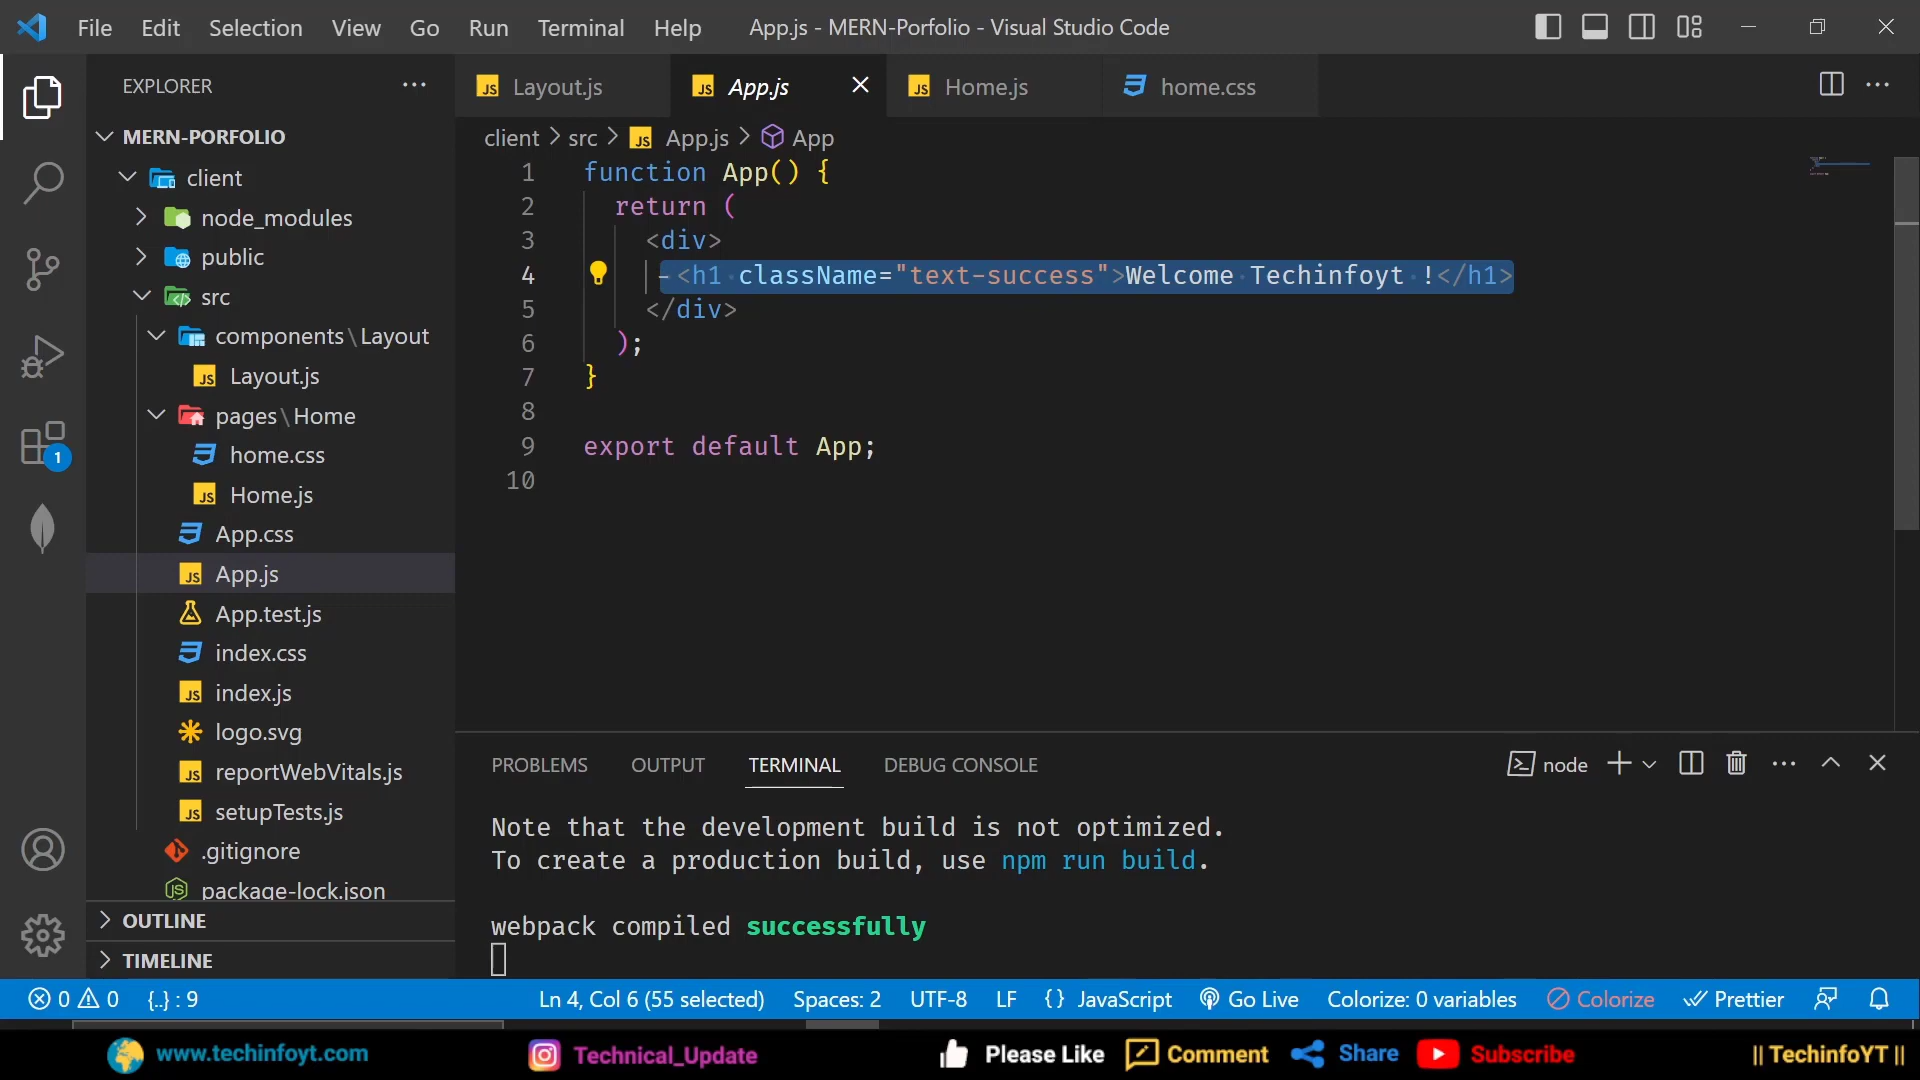 File Edit Selection View Go Run Terminal Help App.js - MERN-Porfolio - Visual Studio Code
EXPLORER
MERN-PORFOLIO
client
node_modules
public
src
components\Layout
Layout.js
pages\Home
home.css
Home.js
App.css
App.js
App.test.js
index.css
index.js
logo.svg
reportWebVitals.js
setupTests.js
.gitignore
package-lock.json
OUTLINE
TIMELINE
1
Layout.js App.js Home.js home.css
client > src > App.js > App
1 function App() {
2 return (
3 <div>
4 <h1 className="text-success">Welcome Techinfoyt !</h1>
5 </div>
6 );
7 }
8
9 export default App;
10
PROBLEMS OUTPUT TERMINAL DEBUG CONSOLE node
Note that the development build is not optimized.
To create a production build, use npm run build.
webpack compiled successfully
0 0 {..} : 9 Ln 4, Col 6 (55 selected) Spaces: 2 UTF-8 LF {} JavaScript Go Live Colorize: 0 variables Colorize Prettier
www.techinfoyt.com Technical_Update Please Like Comment Share Subscribe || TechinfoYT ||